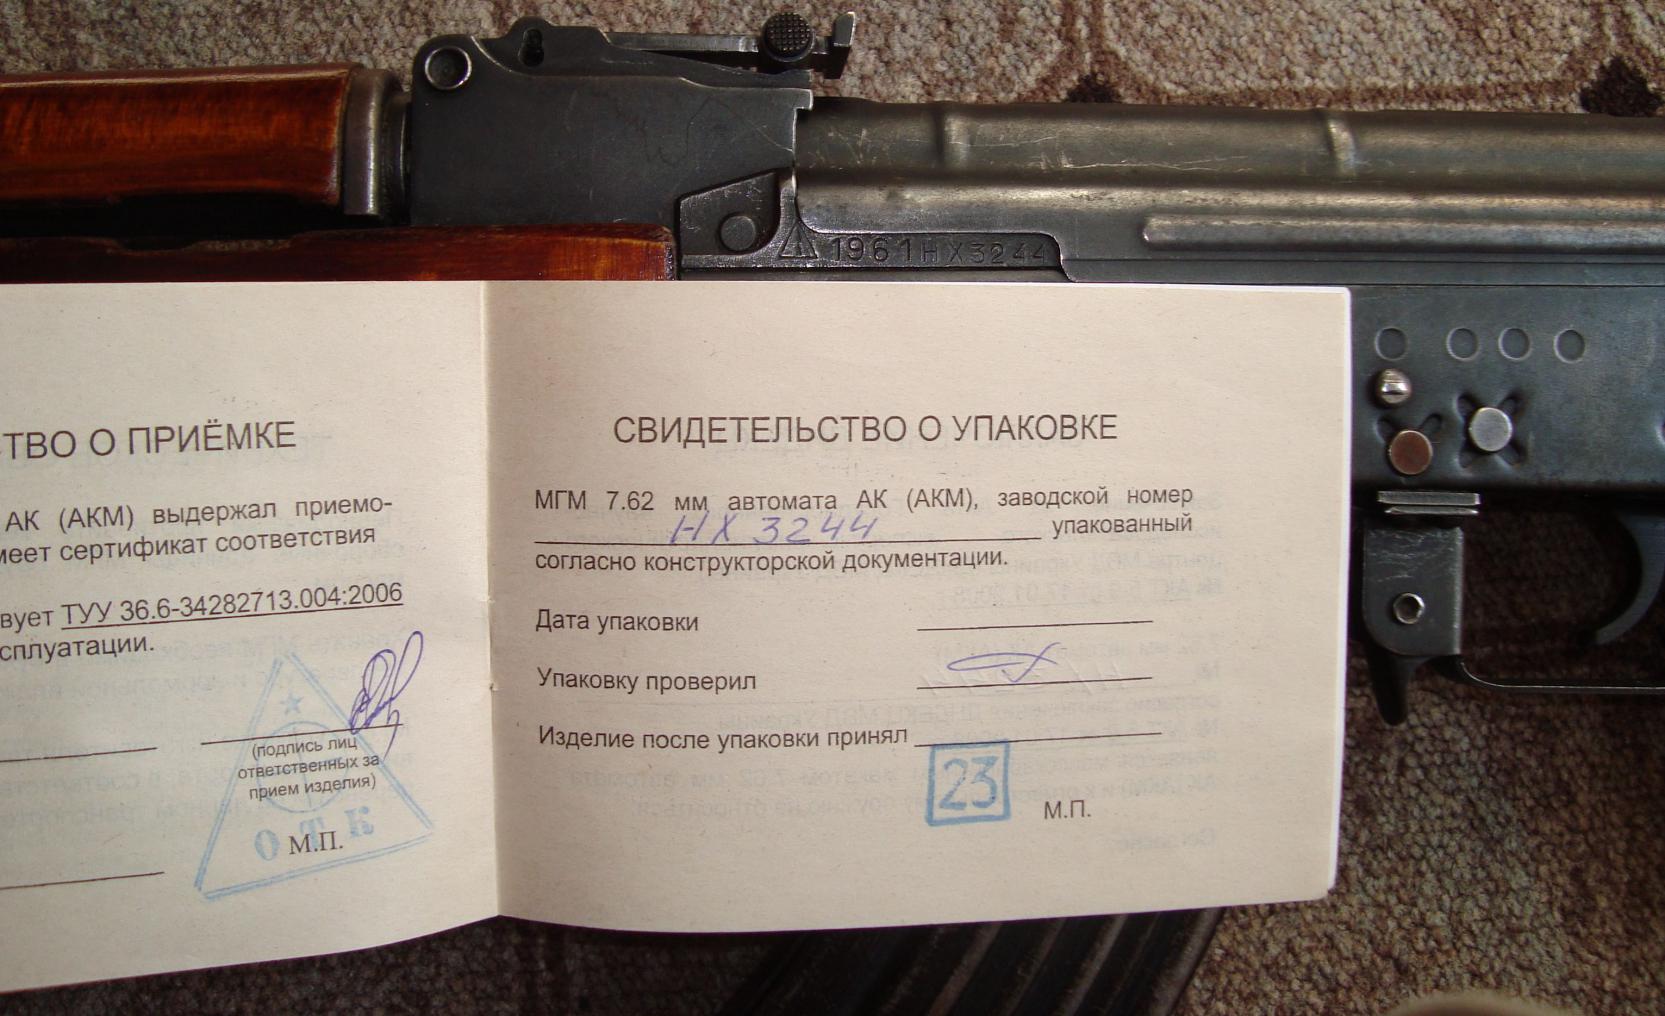 1961 НХ3244
ТВО О ПРИЁМКЕ
АК (АКМ) выдержал приемо-
меет сертификат соответствия
вует ТУУ 36.6-34282713.004:2006
сплуатации.
(подпись лиц
ответственных за
прием изделия)
О Т К
М.П.
СВИДЕТЕЛЬСТВО О УПАКОВКЕ
МГМ 7.62 мм автомата АК (АКМ), заводской номер
НХ 3244 упакованный
согласно конструкторской документации.
Дата упаковки
Упаковку проверил
Изделие после упаковки принял
23
М.П.